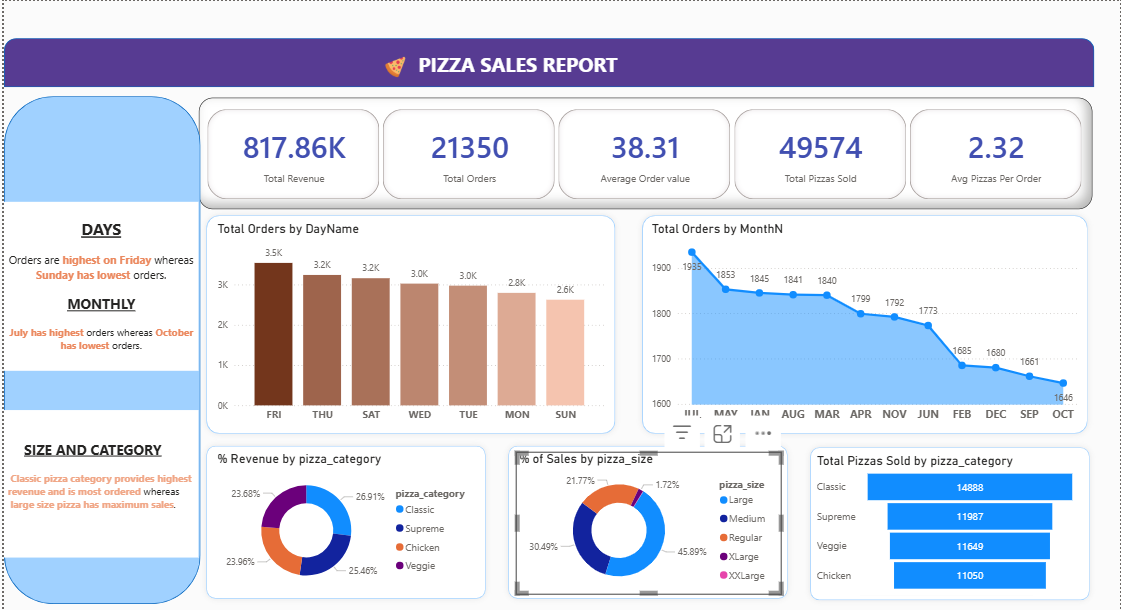 PIZZA SALES REPORT
817.86K
Total Revenue
21350
Total Orders
38.31
Average Order value
49574
Total Pizzas Sold
2.32
Avg Pizzas Per Order
DAYS
Orders are highest on Friday whereas
Sunday has lowest orders.
MONTHLY
July has highest orders whereas October
has lowest orders.
SIZE AND CATEGORY
Classic pizza category provides highest
revenue and is most ordered whereas
large size pizza has maximum sales.
Total Orders by DayName
3.5K
3.2K
3.2K
3.0K
3.0K
2.8K
2.6K
3K
2K
1K
0K
FRI THU SAT WED TUE MON SUN
Total Orders by MonthN
1900
1800
1700
1600
1935
1853
1845
1841
1840
1799
1792
1773
1685
1680
1661
1646
JUL MAY JAN AUG MAR APR NOV JUN FEB DEC SEP OCT
% Revenue by pizza_category
23.68%
26.91%
23.96%
25.46%
pizza_category
Classic
Supreme
Chicken
Veggie
% of Sales by pizza_size
21.77%
1.72%
30.49%
45.89%
pizza_size
Large
Medium
Regular
XLarge
XXLarge
Total Pizzas Sold by pizza_category
Classic 14888
Supreme 11987
Veggie 11649
Chicken 11050